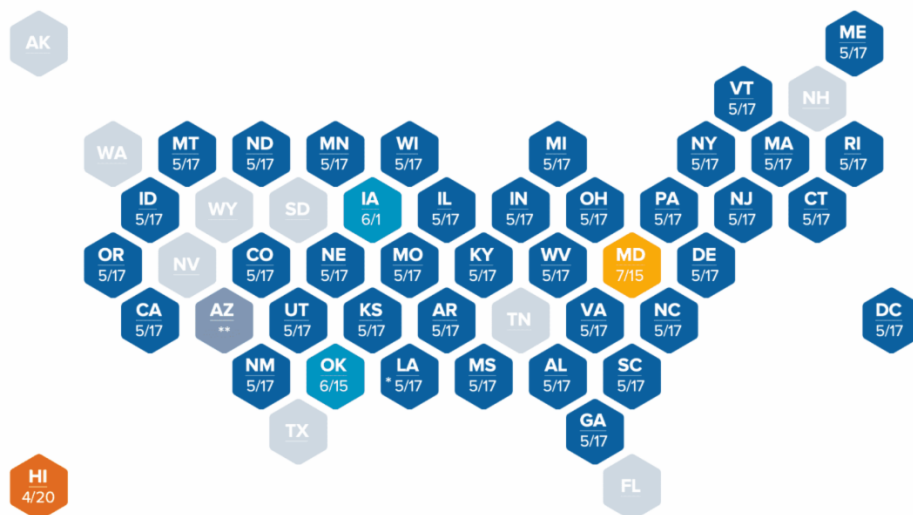 AK
ME
5/17
VT
5/17
NH
WA
MT
5/17
ND
5/17
MN
5/17
WI
5/17
MI
5/17
NY
5/17
MA
5/17
RI
5/17
ID
5/17
WY
SD
IA
6/1
IL
5/17
IN
5/17
OH
5/17
PA
5/17
NJ
5/17
CT
5/17
OR
5/17
NV
CO
5/17
NE
5/17
MO
5/17
KY
5/17
WV
5/17
MD
7/15
DE
5/17
CA
5/17
AZ
**
UT
5/17
KS
5/17
AR
5/17
TN
VA
5/17
NC
5/17
DC
5/17
NM
5/17
OK
6/15
LA
* 5/17
MS
5/17
AL
5/17
SC
5/17
TX
GA
5/17
HI
4/20
FL